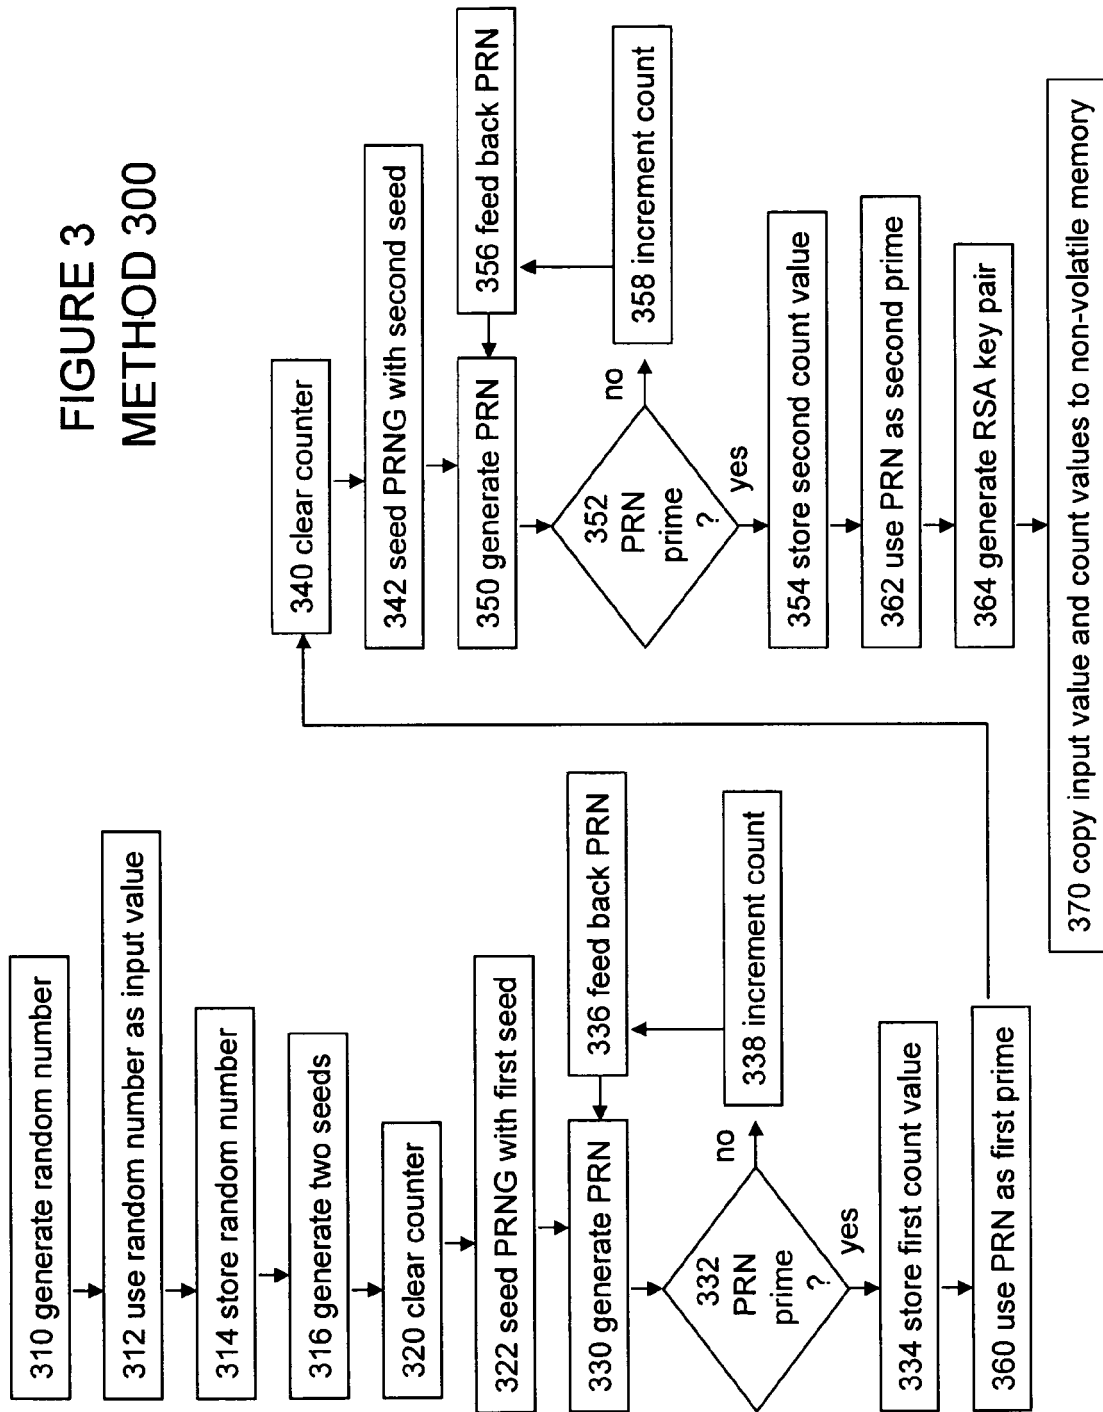 FIGURE 3
METHOD 300
310 generate random number
312 use random number as input value
314 store random number
316 generate two seeds
320 clear counter
322 seed PRNG with first seed
330 generate PRN
336 feed back PRN
332
PRN
prime
?
no
338 increment count
yes
334 store first count value
360 use PRN as first prime
340 clear counter
342 seed PRNG with second seed
350 generate PRN
356 feed back PRN
352
PRN
prime
?
no
358 increment count
yes
354 store second count value
362 use PRN as second prime
364 generate RSA key pair
370 copy input value and count values to non-volatile memory